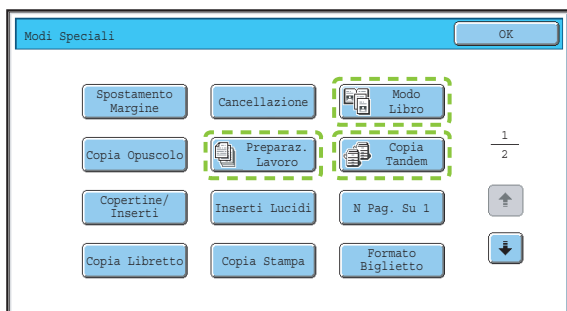 Modi Speciali
OK
Spostamento
Margine
Cancellazione
Modo
Libro
Copia Opuscolo
Preparaz.
Lavoro
Copia
Tandem
1
2
Copertine/
Inserti
Inserti Lucidi
N Pag. Su 1
Copia Libretto
Copia Stampa
Formato
Biglietto